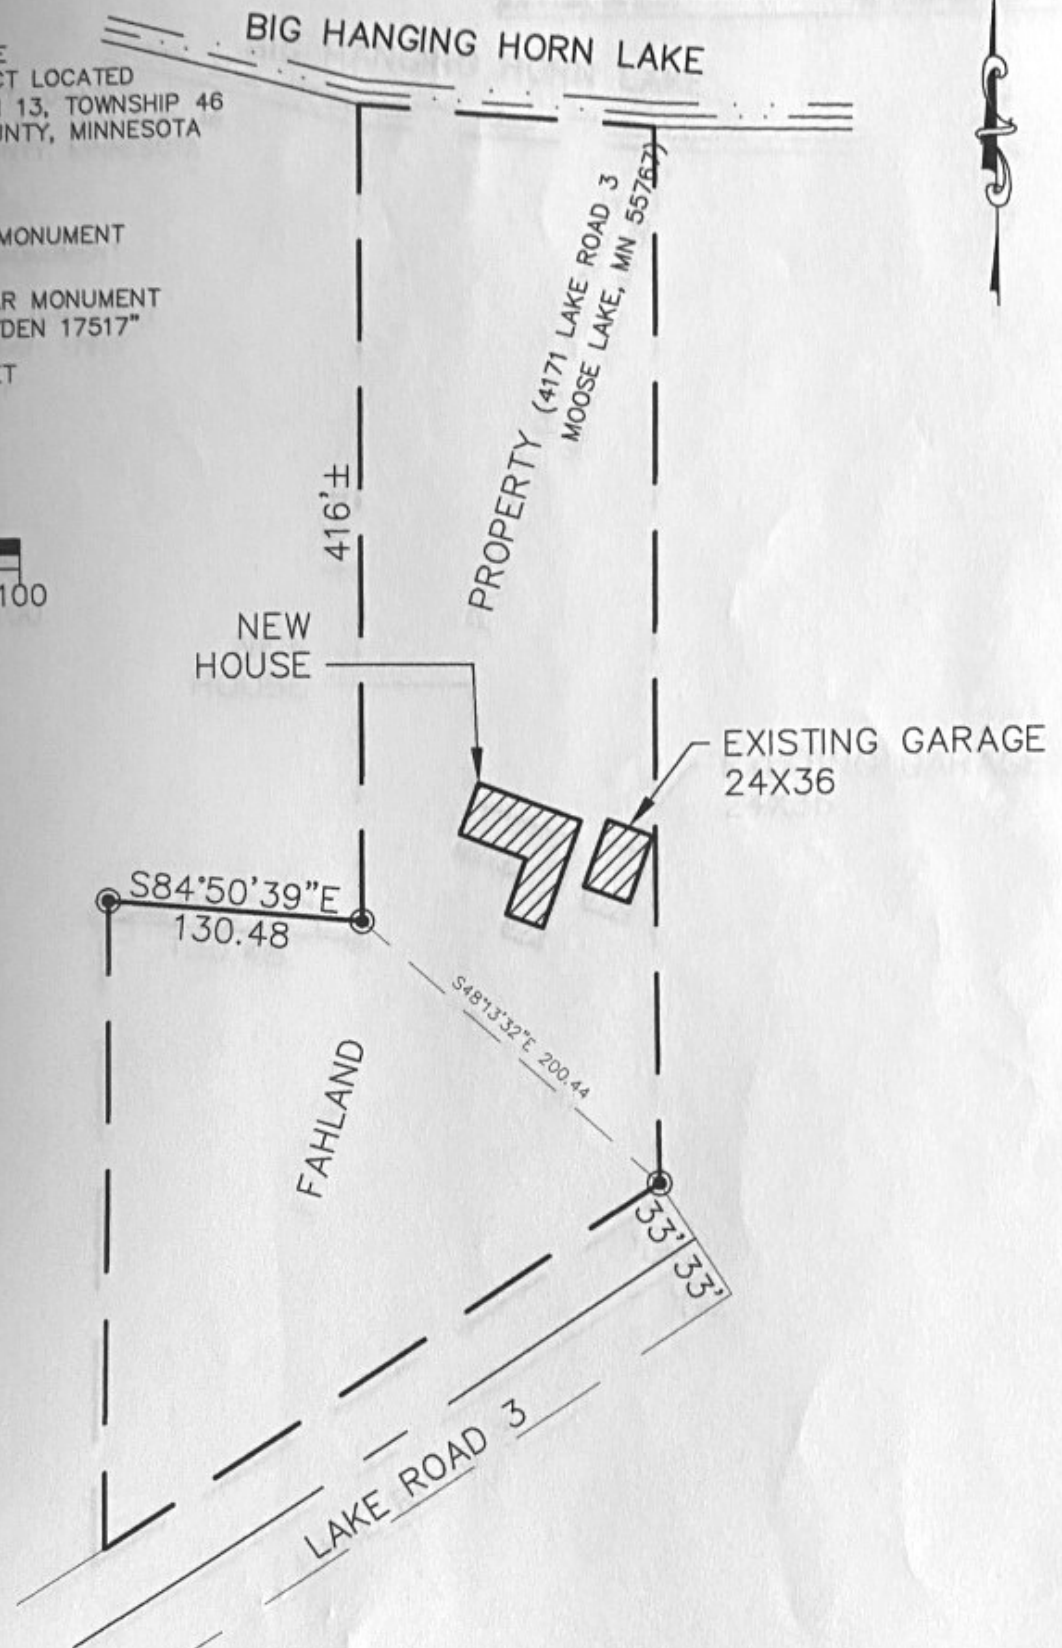 BIG HANGING HORN LAKE
E
CT LOCATED
13, TOWNSHIP 46
UNTY, MINNESOTA
MONUMENT
R MONUMENT
DEN 17517"
ET
100
416'±
PROPERTY (4171 LAKE ROAD 3
MOOSE LAKE, MN 55767)
NEW
HOUSE
EXISTING GARAGE
24X36
S84°50'39"E
130.48
S48°13'32"E 200.44
FAHLAND
33'
33'
LAKE ROAD 3